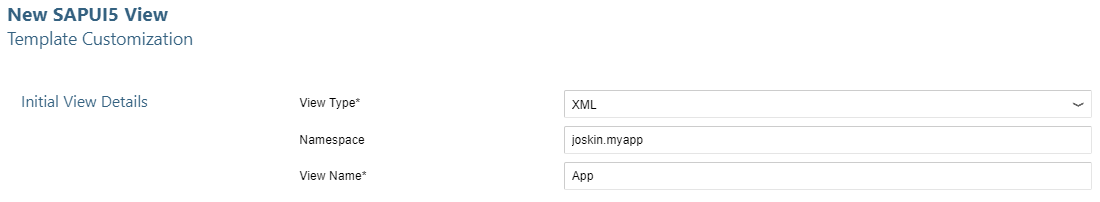 New SAPUI5 View
Template Customization
Initial View Details
View Type*
XML
Namespace
joskin.myapp
View Name*
App